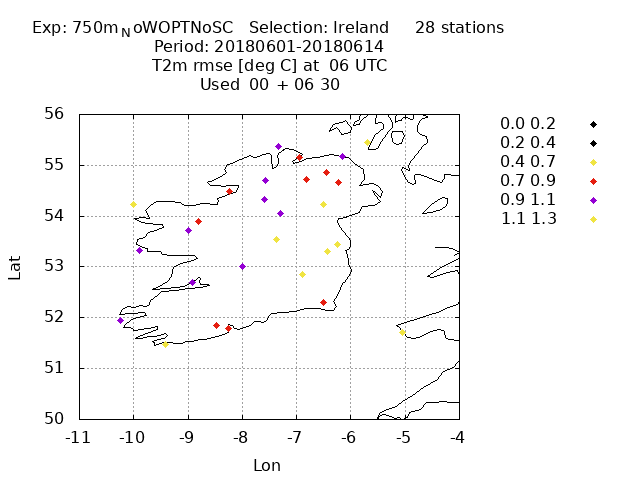 Exp: 750m_NoWOPTNoSC   Selection: Ireland     28 stations
Period: 20180601-20180614
T2m rmse [deg C] at  06 UTC
Used  00 + 06 30
0.0 0.2
0.2 0.4
0.4 0.7
0.7 0.9
0.9 1.1
1.1 1.3
56
55
54
53
52
51
50
Lat
-11 -10 -9 -8 -7 -6 -5 -4
Lon